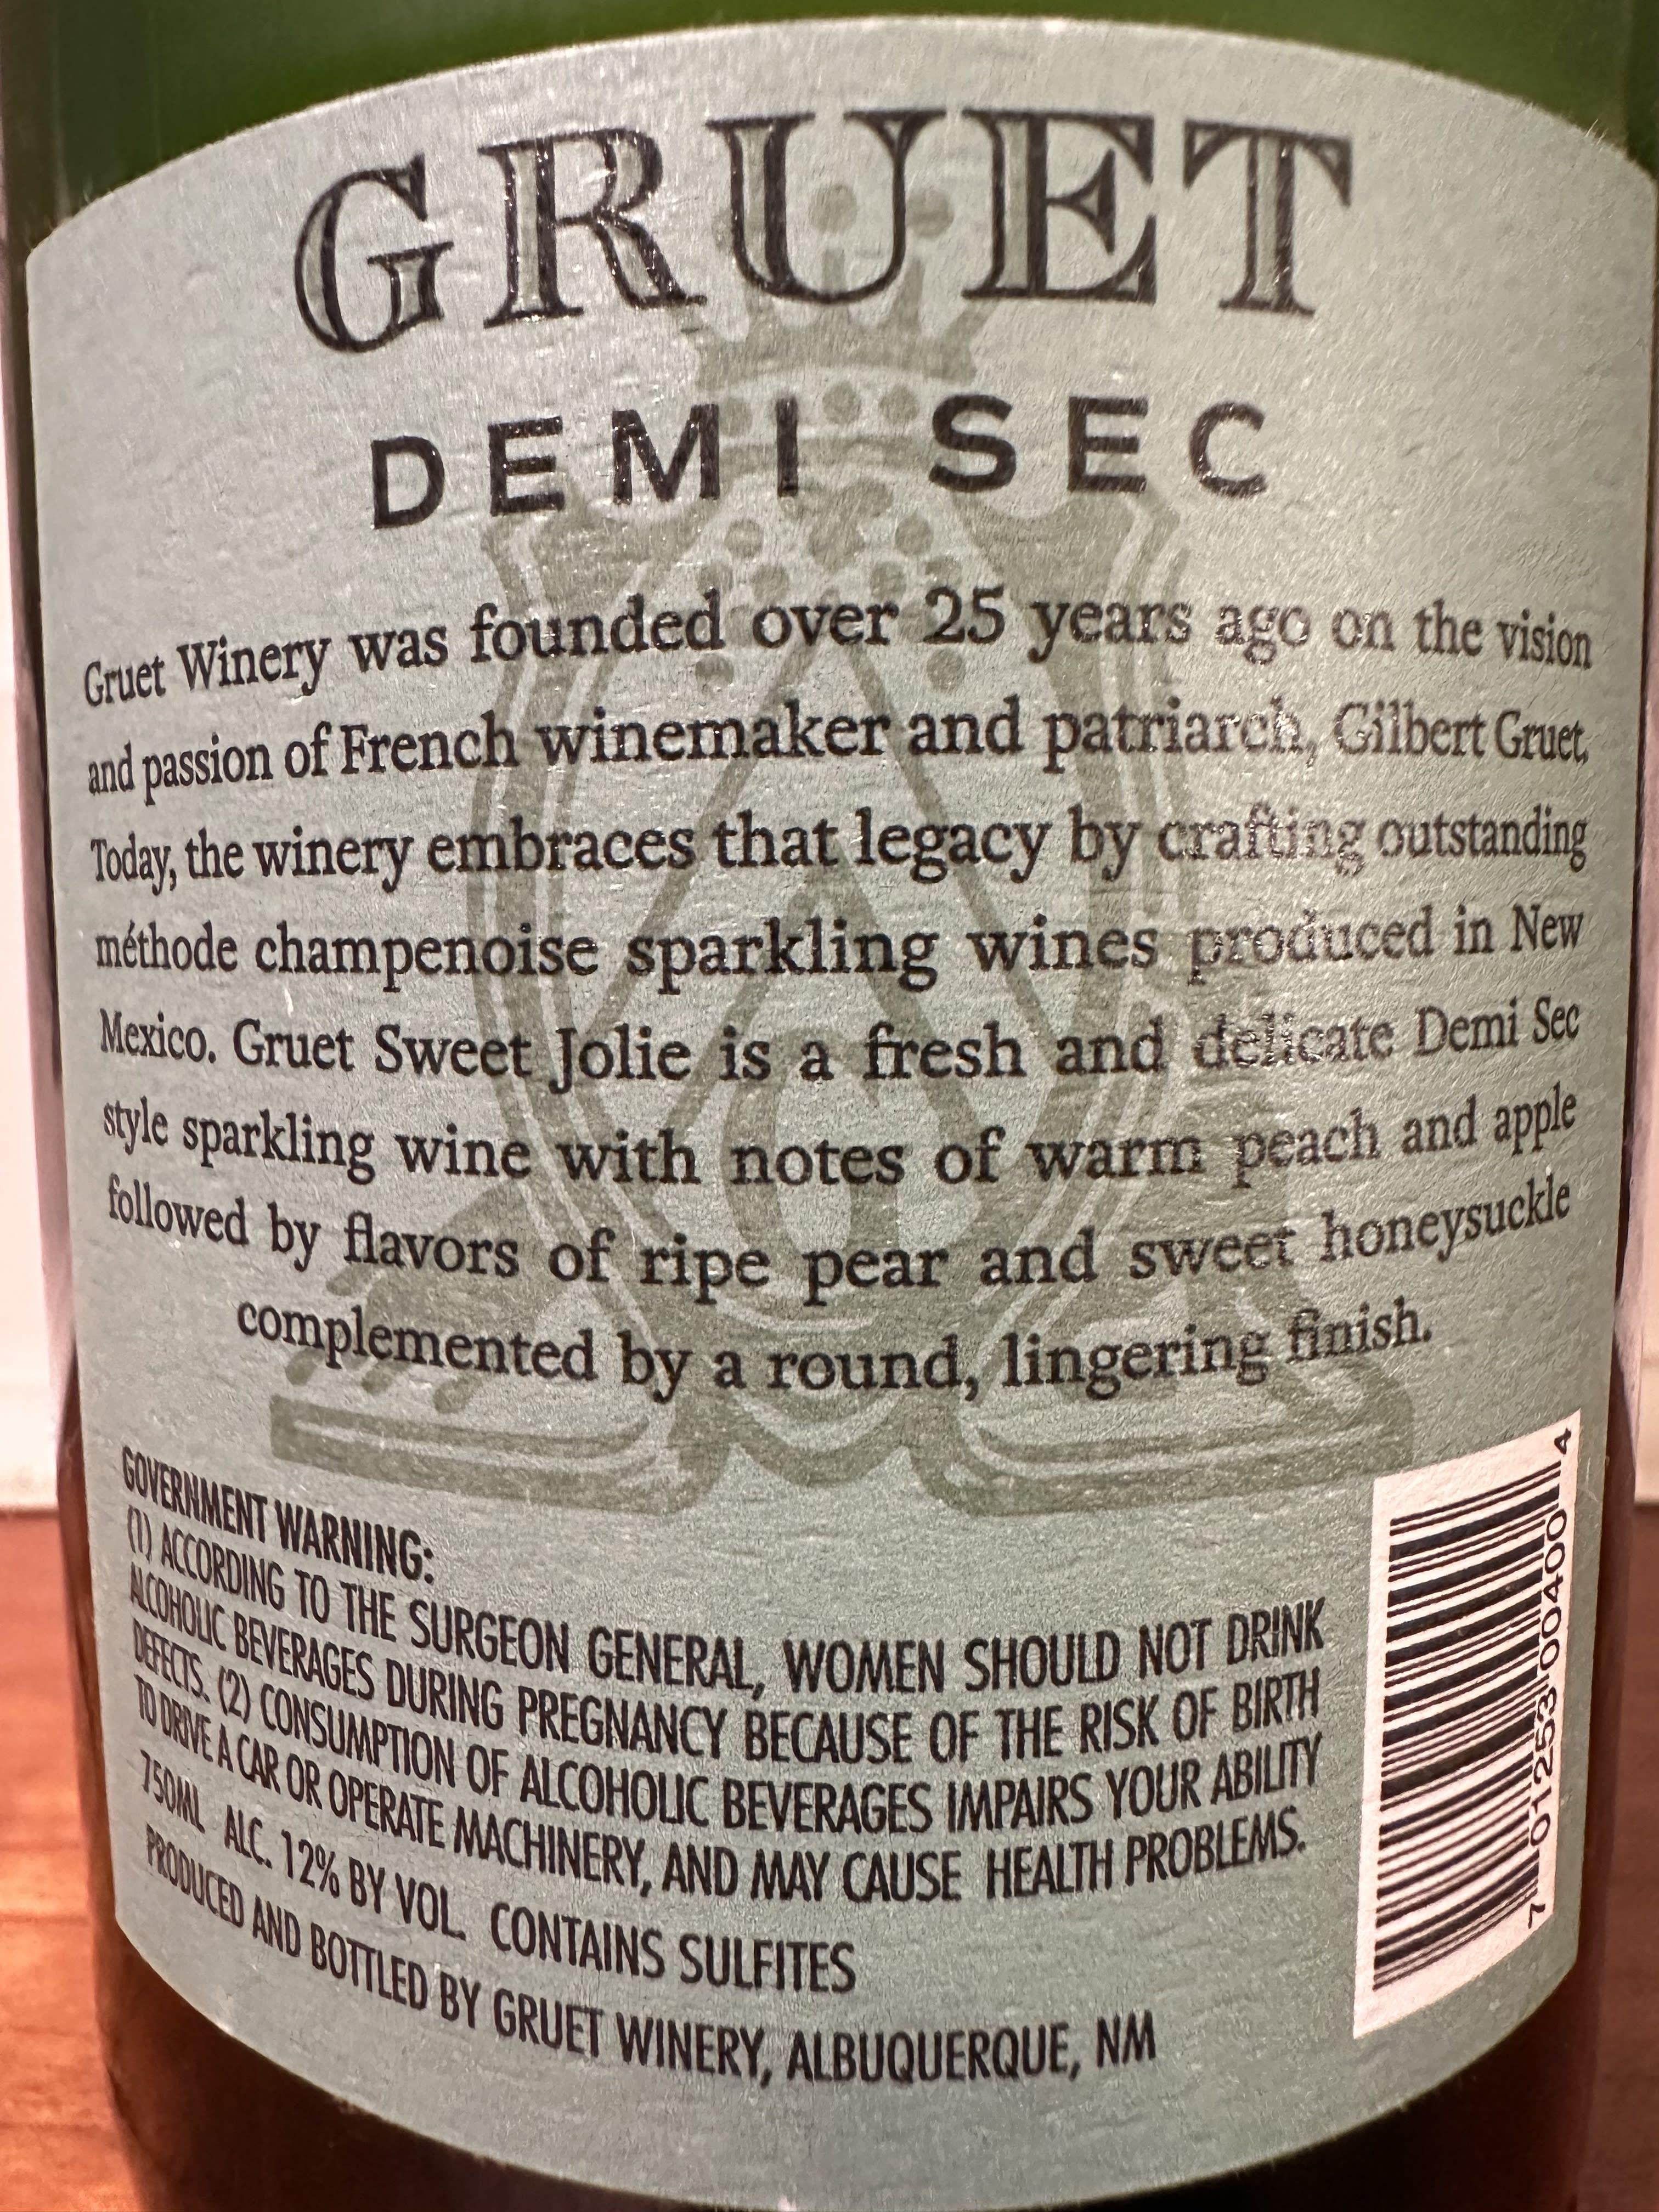 GRUET
DEMI SEC
Gruet Winery was founded over 25 years ago on the vision
and passion of French winemaker and patriarch, Gilbert Gruet.
Today, the winery embraces that legacy by crafting outstanding
méthode champenoise sparkling wines produced in New
Mexico. Gruet Sweet Jolie is a fresh and delicate Demi Sec
style sparkling wine with notes of warm peach and apple
followed by flavors of ripe pear and sweet honeysuckle
complemented by a round, lingering finish.
GOVERNMENT WARNING:
(1) ACCORDING TO THE SURGEON GENERAL, WOMEN SHOULD NOT DRINK
ALCOHOLIC BEVERAGES DURING PREGNANCY BECAUSE OF THE RISK OF BIRTH
DEFECTS. (2) CONSUMPTION OF ALCOHOLIC BEVERAGES IMPAIRS YOUR ABILITY
TO DRIVE A CAR OR OPERATE MACHINERY, AND MAY CAUSE HEALTH PROBLEMS.
750ML ALC. 12% BY VOL. CONTAINS SULFITES
PRODUCED AND BOTTLED BY GRUET WINERY, ALBUQUERQUE, NM
7 01253 00400 4